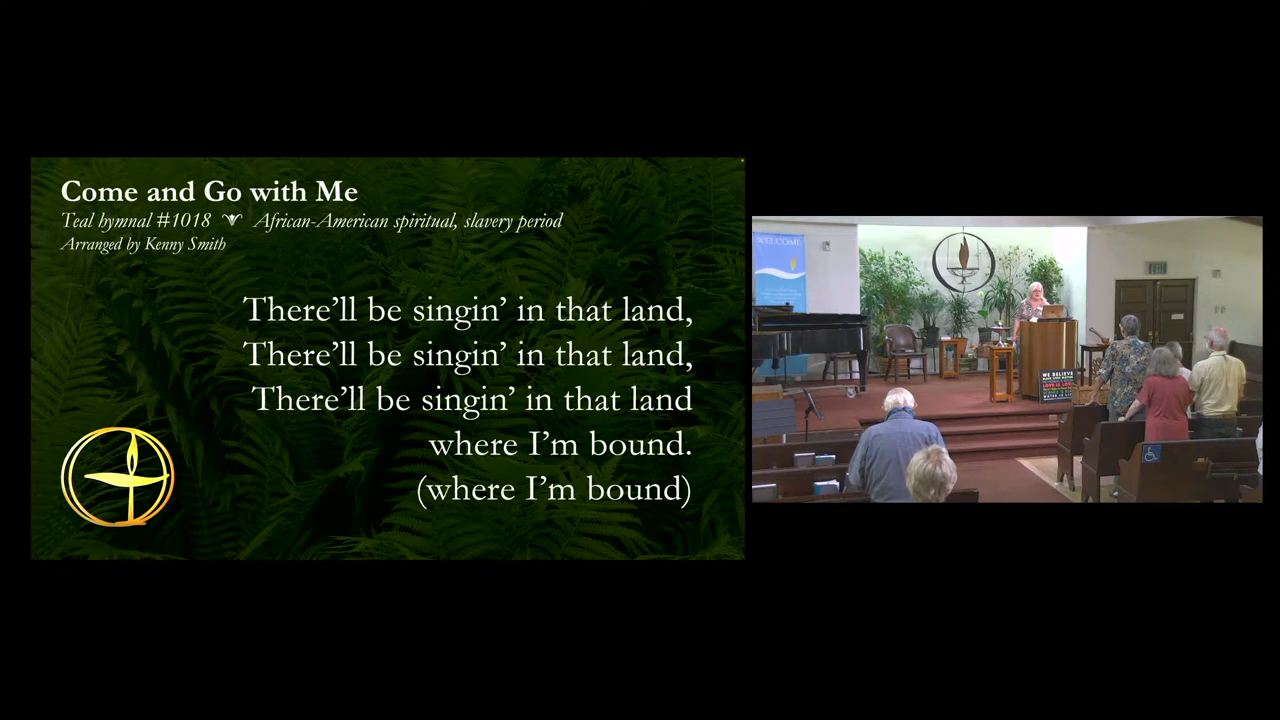 Come and Go with Me
Teal hymnal #1018 African-American spiritual, slavery period
Arranged by Kenny Smith
There’ll be singin’ in that land,
There’ll be singin’ in that land,
There’ll be singin’ in that land
where I’m bound.
(where I’m bound)
WELCOME
EXIT
WE BELIEVE
LOVE IS LOVE